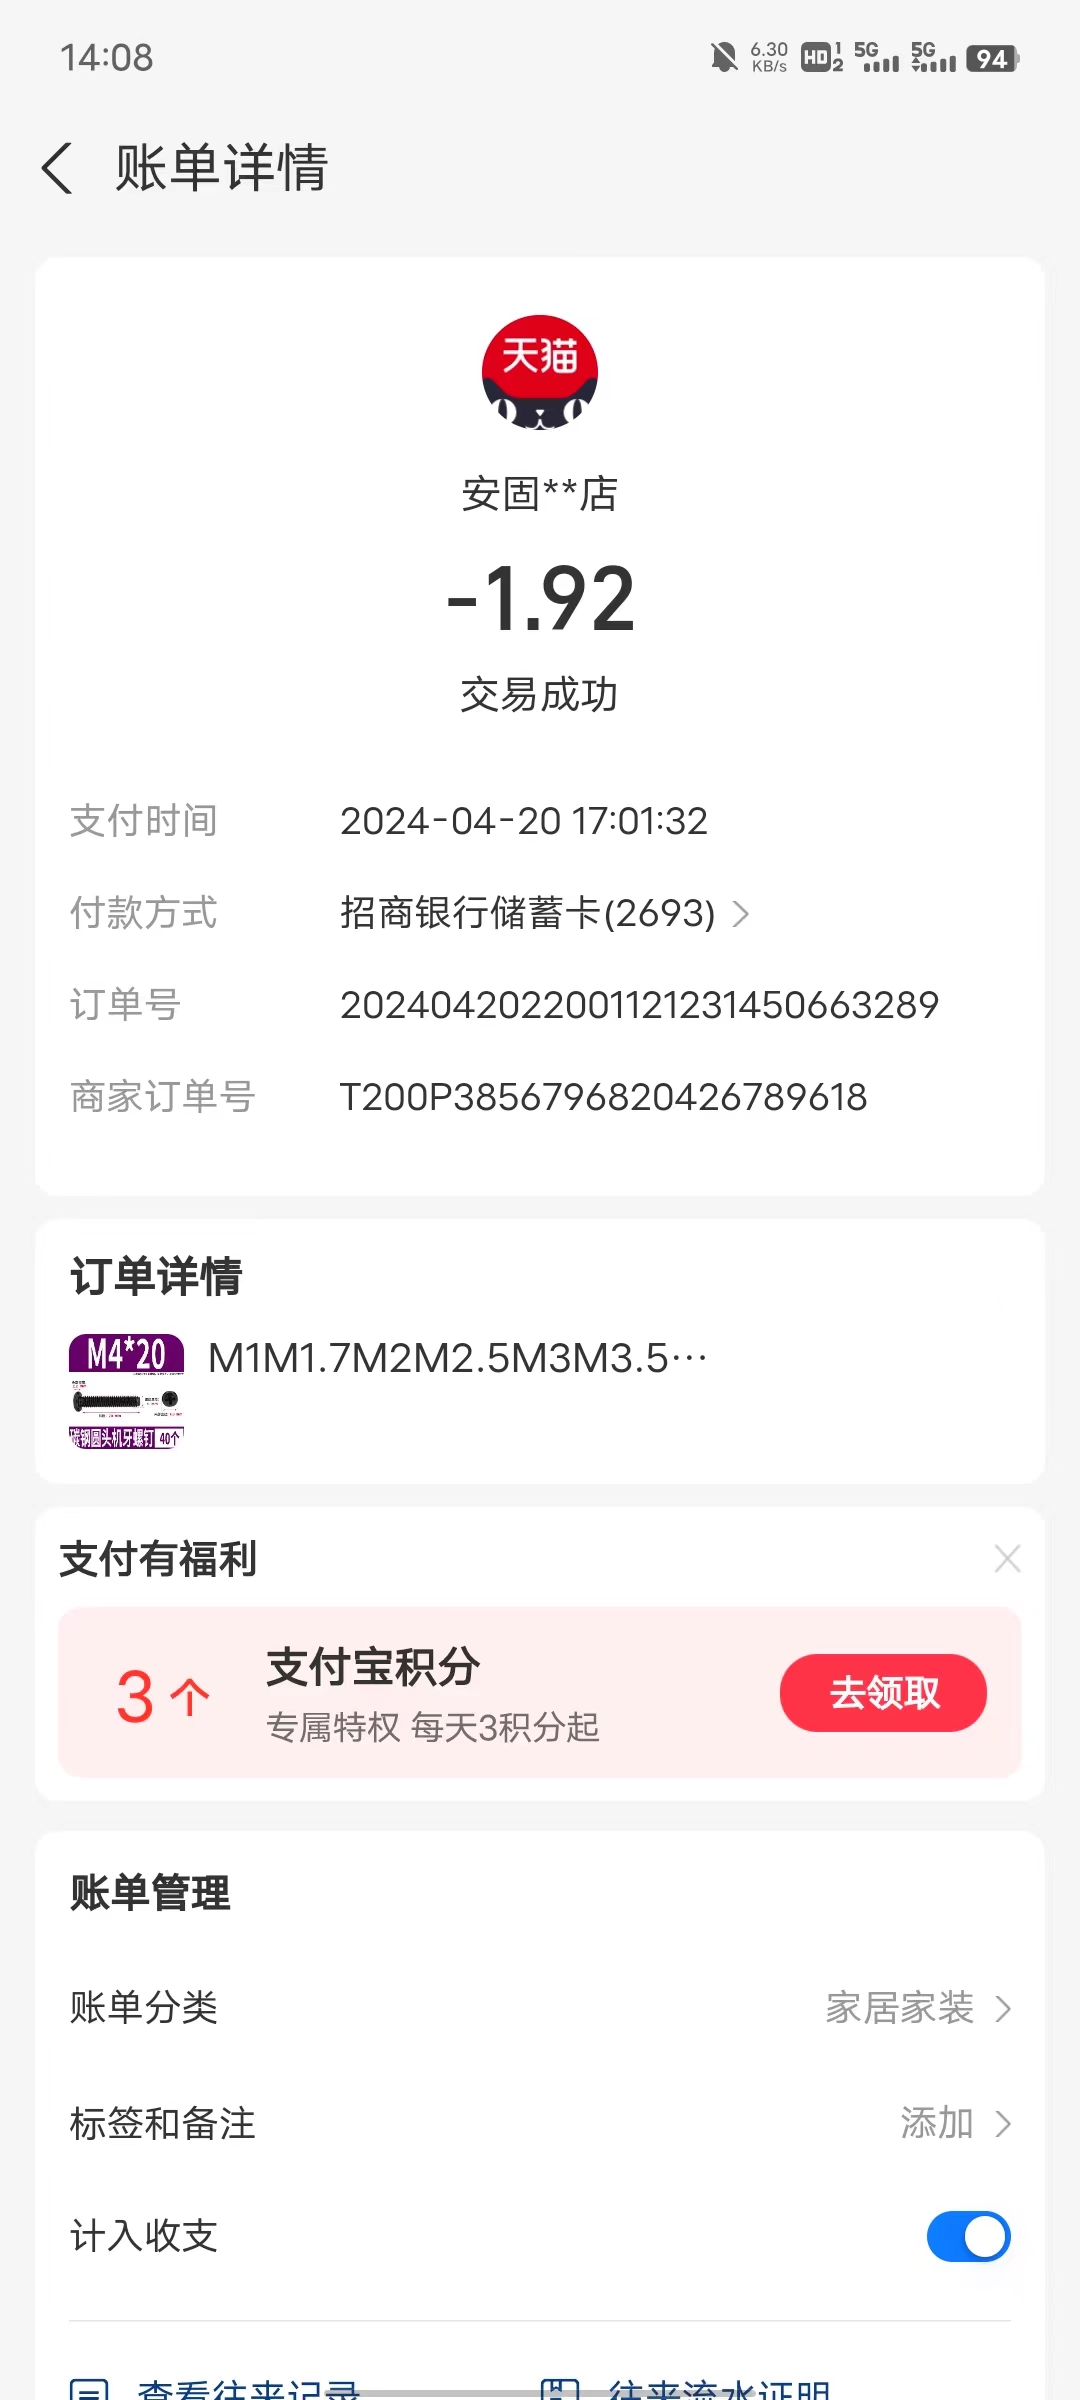 14:08
6.30 KB/s HD 1 2 5G 5G 94
账单详情
天猫
安固**店
-1.92
交易成功
支付时间 2024-04-20 17:01:32
付款方式 招商银行储蓄卡(2693)
订单号 2024042022001121231450663289
商家订单号 T200P3856796820426789618
订单详情
M4*20
M1M1.7M2M2.5M3M3.5···
碳钢圆头机牙螺钉 40个
支付有福利
3个
支付宝积分
专属特权 每天3积分起
去领取
账单管理
账单分类 家居家装
标签和备注 添加
计入收支
查看往来记录 往来流水证明